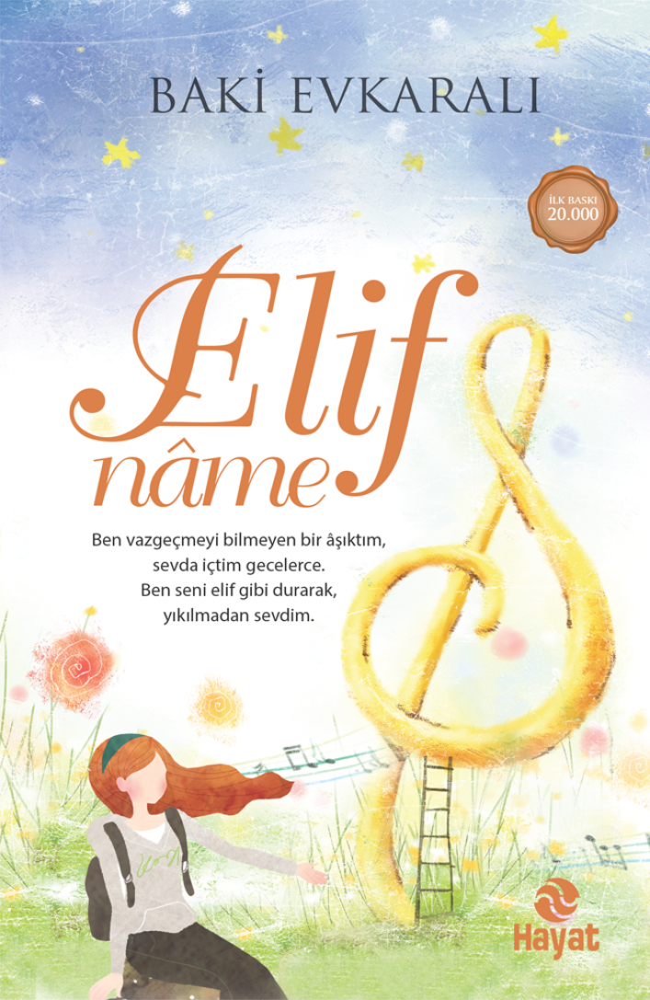 BAKİ EVKARALI
İLK BASKI
20.000
Elif
nâme
Ben vazgeçmeyi bilmeyen bir âşıktım,
sevda içtim gecelerce.
Ben seni elif gibi durarak,
yıkılmadan sevdim.
Hayat